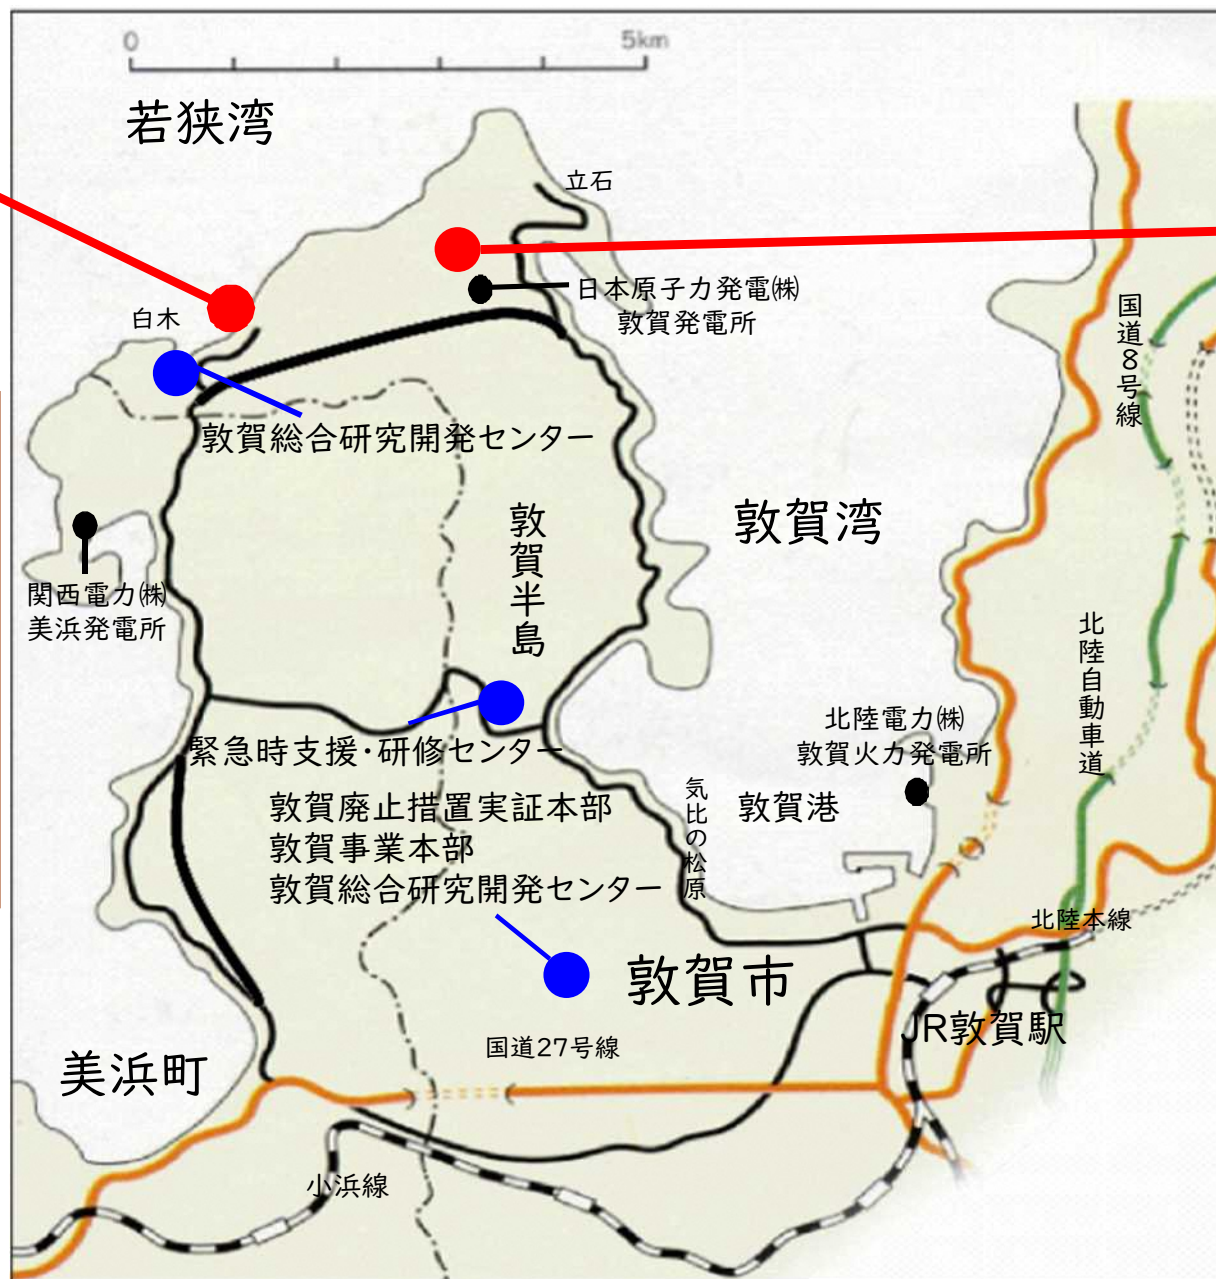 0 5km
若狭湾
立石
日本原子力発電㈱
敦賀発電所
白木
国道8号線
敦賀総合研究開発センター
敦賀半島
敦賀湾
関西電力㈱
美浜発電所
北陸自動車道
北陸電力㈱
敦賀火力発電所
緊急時支援・研修センター
気比の松原
敦賀港
敦賀廃止措置実証本部
敦賀事業本部
敦賀総合研究開発センター
北陸本線
敦賀市
JR敦賀駅
国道27号線
美浜町
小浜線